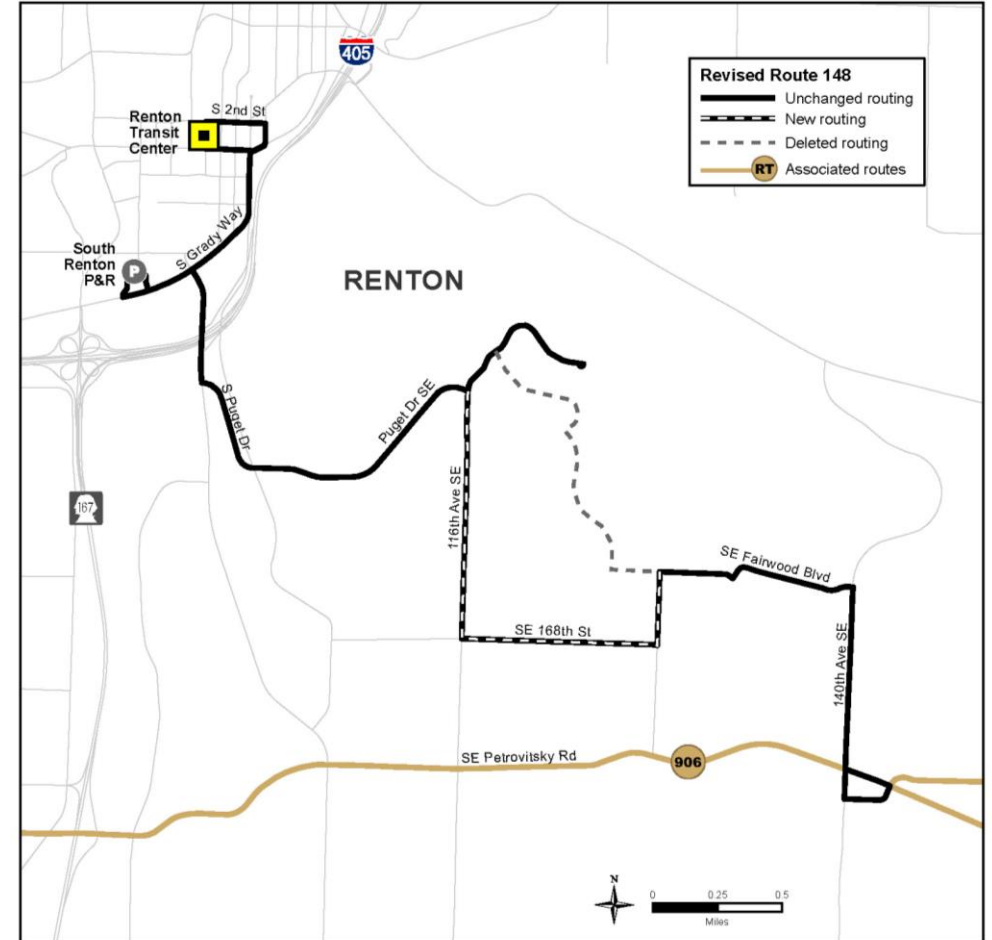 405
Revised Route 148
Unchanged routing
New routing
Deleted routing
RT Associated routes
S 2nd St
Renton
Transit
Center
S Grady Way
South
Renton
P&R
P
RENTON
S Puget Dr
Puget Dr SE
167
116th Ave SE
SE Fairwood Blvd
SE 168th St
140th Ave SE
SE Petrovitsky Rd
906
N
0 0.25 0.5
Miles